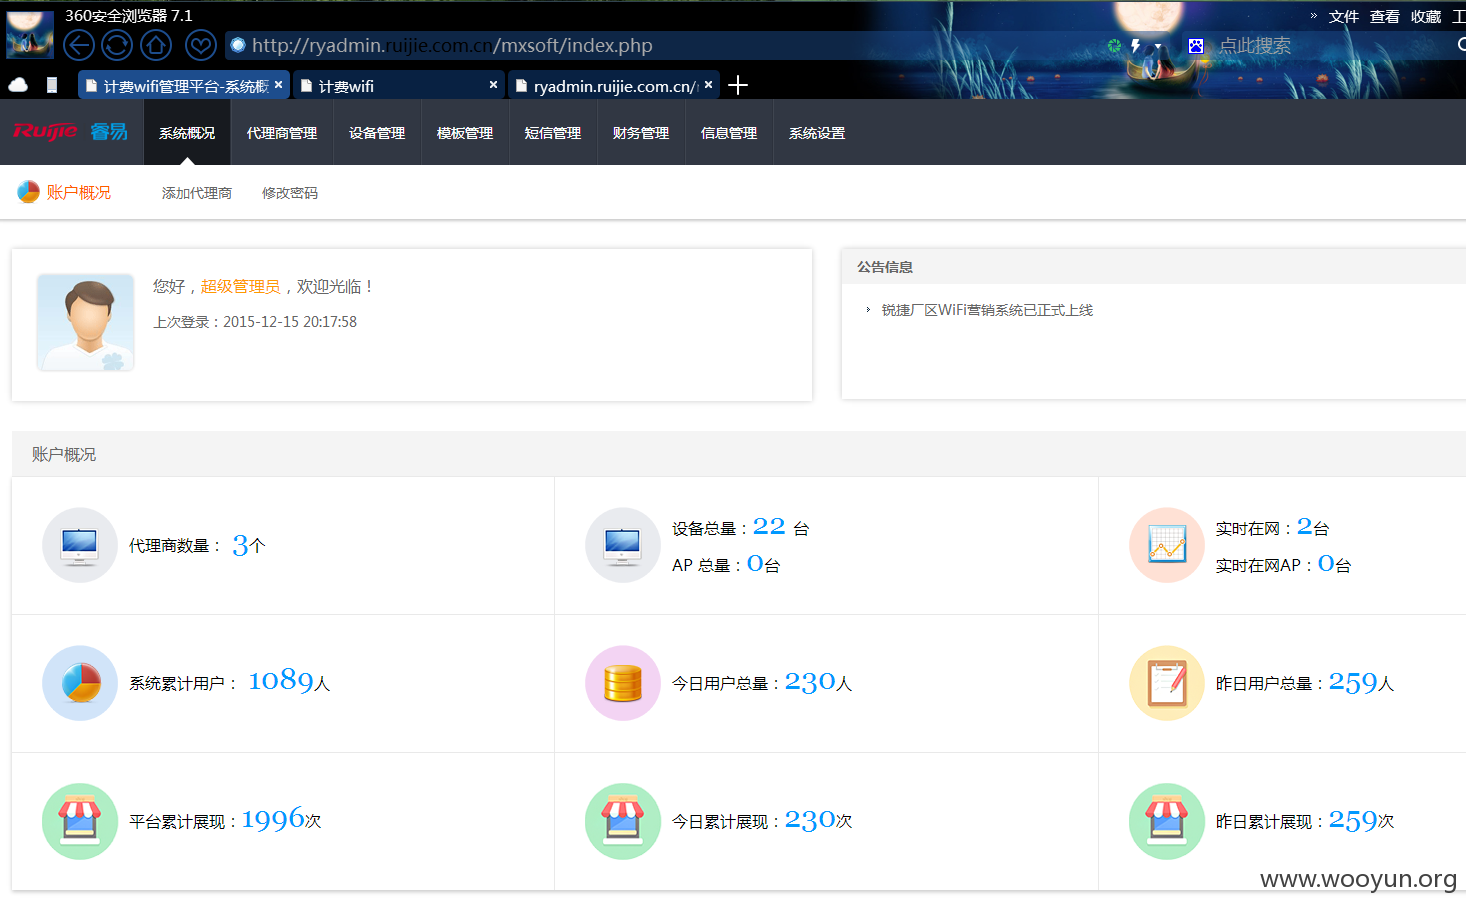 360安全浏览器 7.1
» 文件 查看 收藏 工
http://ryadmin.ruijie.com.cn/mxsoft/index.php
点此搜索
计费wifi管理平台-系统概 × 计费wifi × ryadmin.ruijie.com.cn/ ×
Ruijie 睿易 系统概况 代理商管理 设备管理 模板管理 短信管理 财务管理 信息管理 系统设置
账户概况 添加代理商 修改密码
您好，超级管理员，欢迎光临！
上次登录：2015-12-15 20:17:58
公告信息
锐捷厂区WiFi营销系统已正式上线
账户概况
代理商数量： 3个
设备总量：22 台
AP 总量：0台
实时在网：2台
实时在网AP：0台
系统累计用户： 1089人
今日用户总量：230人
昨日用户总量：259人
平台累计展现：1996次
今日累计展现：230次
昨日累计展现：259次
www.wooyun.org